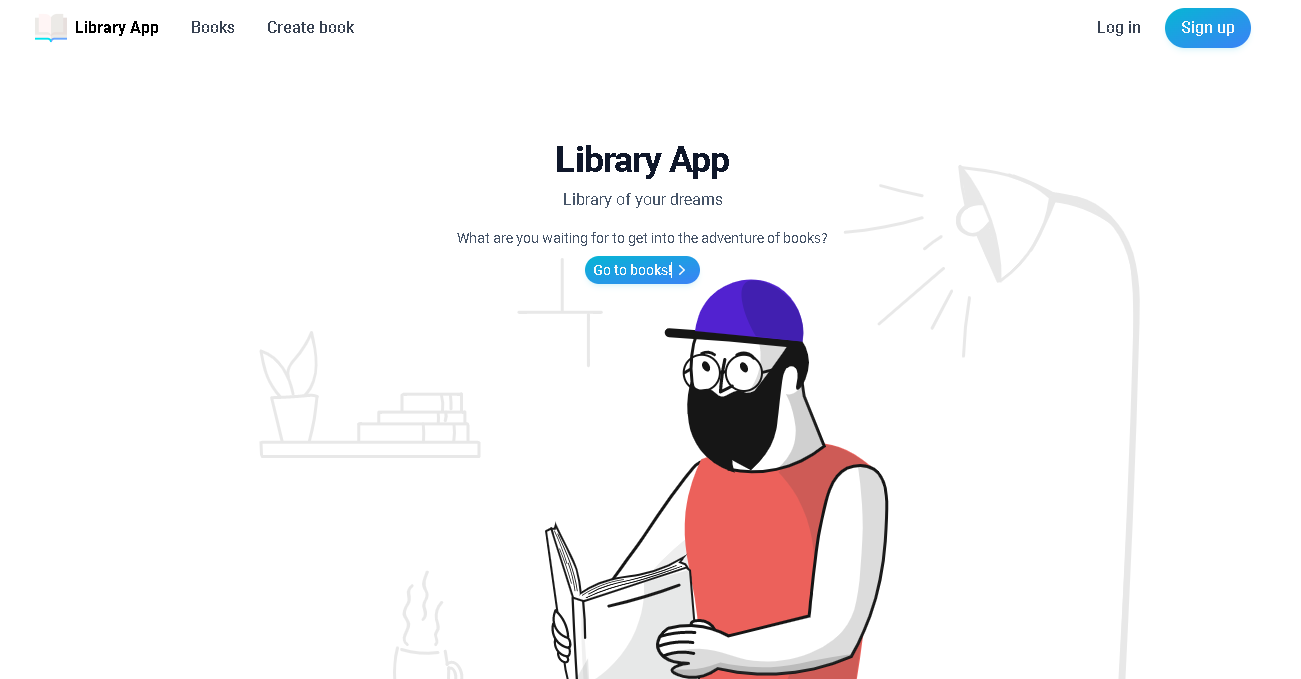 Library App
Books
Create book
Log in
Sign up
Library App
Library of your dreams
What are you waiting for to get into the adventure of books?
Go to books!